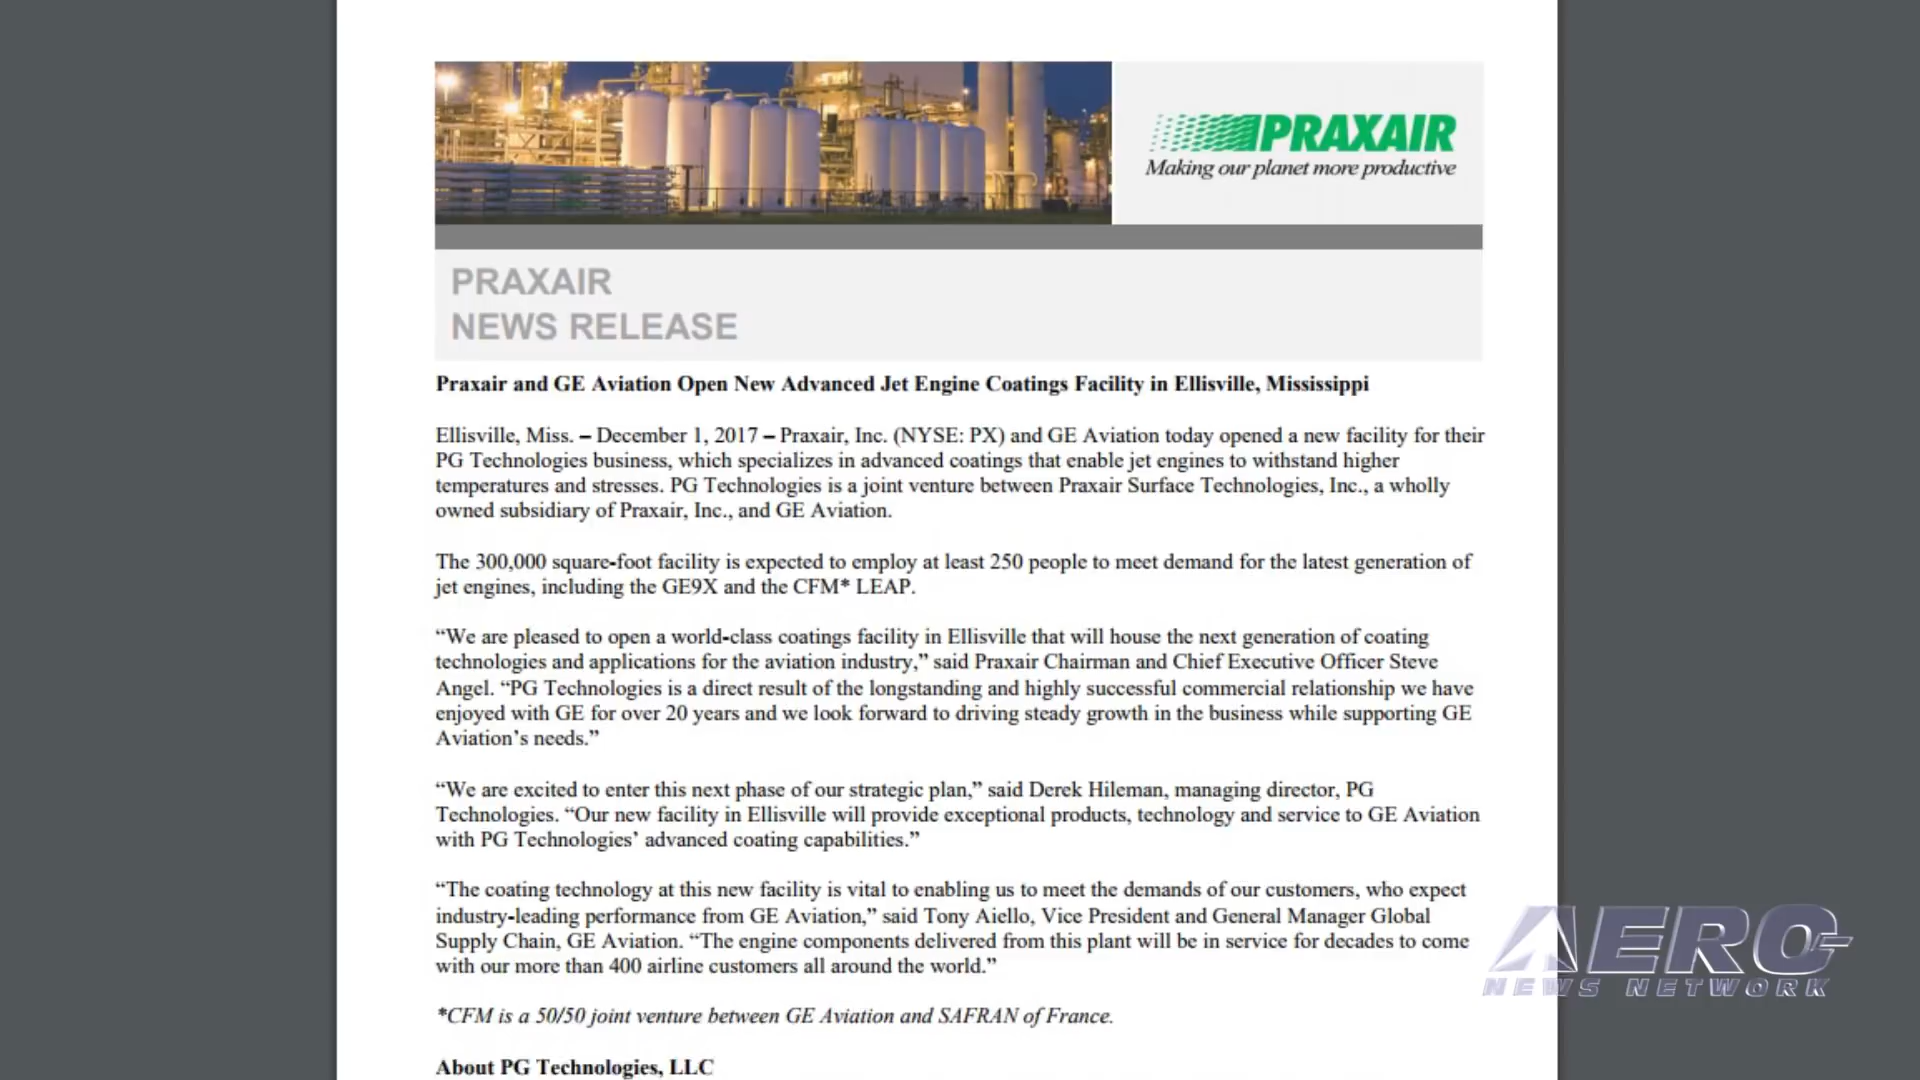 PRAXAIR
Making our planet more productive
PRAXAIR
NEWS RELEASE
Praxair and GE Aviation Open New Advanced Jet Engine Coatings Facility in Ellisville, Mississippi
Ellisville, Miss. – December 1, 2017 – Praxair, Inc. (NYSE: PX) and GE Aviation today opened a new facility for their
PG Technologies business, which specializes in advanced coatings that enable jet engines to withstand higher
temperatures and stresses. PG Technologies is a joint venture between Praxair Surface Technologies, Inc., a wholly
owned subsidiary of Praxair, Inc., and GE Aviation.
The 300,000 square-foot facility is expected to employ at least 250 people to meet demand for the latest generation of
jet engines, including the GE9X and the CFM* LEAP.
“We are pleased to open a world-class coatings facility in Ellisville that will house the next generation of coating
technologies and applications for the aviation industry,” said Praxair Chairman and Chief Executive Officer Steve
Angel. “PG Technologies is a direct result of the longstanding and highly successful commercial relationship we have
enjoyed with GE for over 20 years and we look forward to driving steady growth in the business while supporting GE
Aviation’s needs.”
“We are excited to enter this next phase of our strategic plan,” said Derek Hileman, managing director, PG
Technologies. “Our new facility in Ellisville will provide exceptional products, technology and service to GE Aviation
with PG Technologies’ advanced coating capabilities.”
“The coating technology at this new facility is vital to enabling us to meet the demands of our customers, who expect
industry-leading performance from GE Aviation,” said Tony Aiello, Vice President and General Manager Global
Supply Chain, GE Aviation. “The engine components delivered from this plant will be in service for decades to come
with our more than 400 airline customers all around the world.”
*CFM is a 50/50 joint venture between GE Aviation and SAFRAN of France.
About PG Technologies, LLC
AERO-
NEWS NETWORK